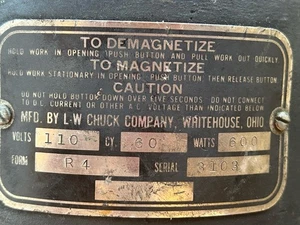 TO DEMAGNETIZE
HOLD WORK IN OPENING PUSH BUTTON AND PULL WORK OUT QUICKLY
TO MAGNETIZE
HOLD WORK STATIONARY IN OPENING. PUSH BUTTON, THEN RELEASE BUTTON.
CAUTION
DO NOT HOLD BUTTON DOWN OVER FIVE SECONDS. DO NOT CONNECT
TO D.C. CURRENT OR OTHER A.C. VOLTAGE THAN INDICATED BELOW
MFD. BY L-W CHUCK COMPANY, WHITEHOUSE, OHIO
VOLTS 110 CY. 60 WATTS 600
FORM R4 SERIAL 3103